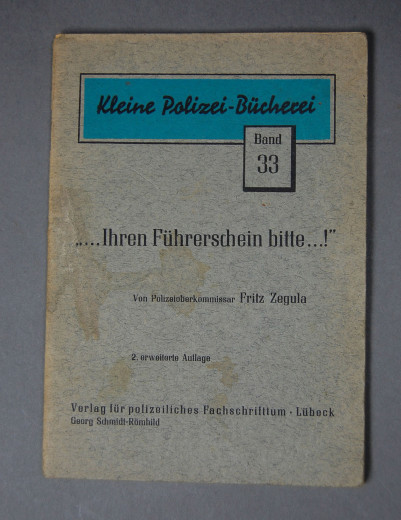 Kleine Polizei-Bücherei
Band
33
„....Ihren Führerschein bitte...!"
Von Polizeioberkommissar Fritz Zegula
2. erweiterte Auflage
Verlag für polizeiliches Fachschrifttum · Lübeck
Georg Schmidt-Römhild